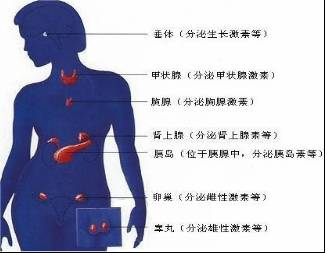 垂体（分泌生长激素等）
甲状腺（分泌甲状腺激素）
胸腺（分泌胸腺激素）
肾上腺（分泌肾上腺素等）
胰岛（位于胰腺中，分泌胰岛素等）
卵巢（分泌雌性激素等）
睾丸（分泌雄性激素等）